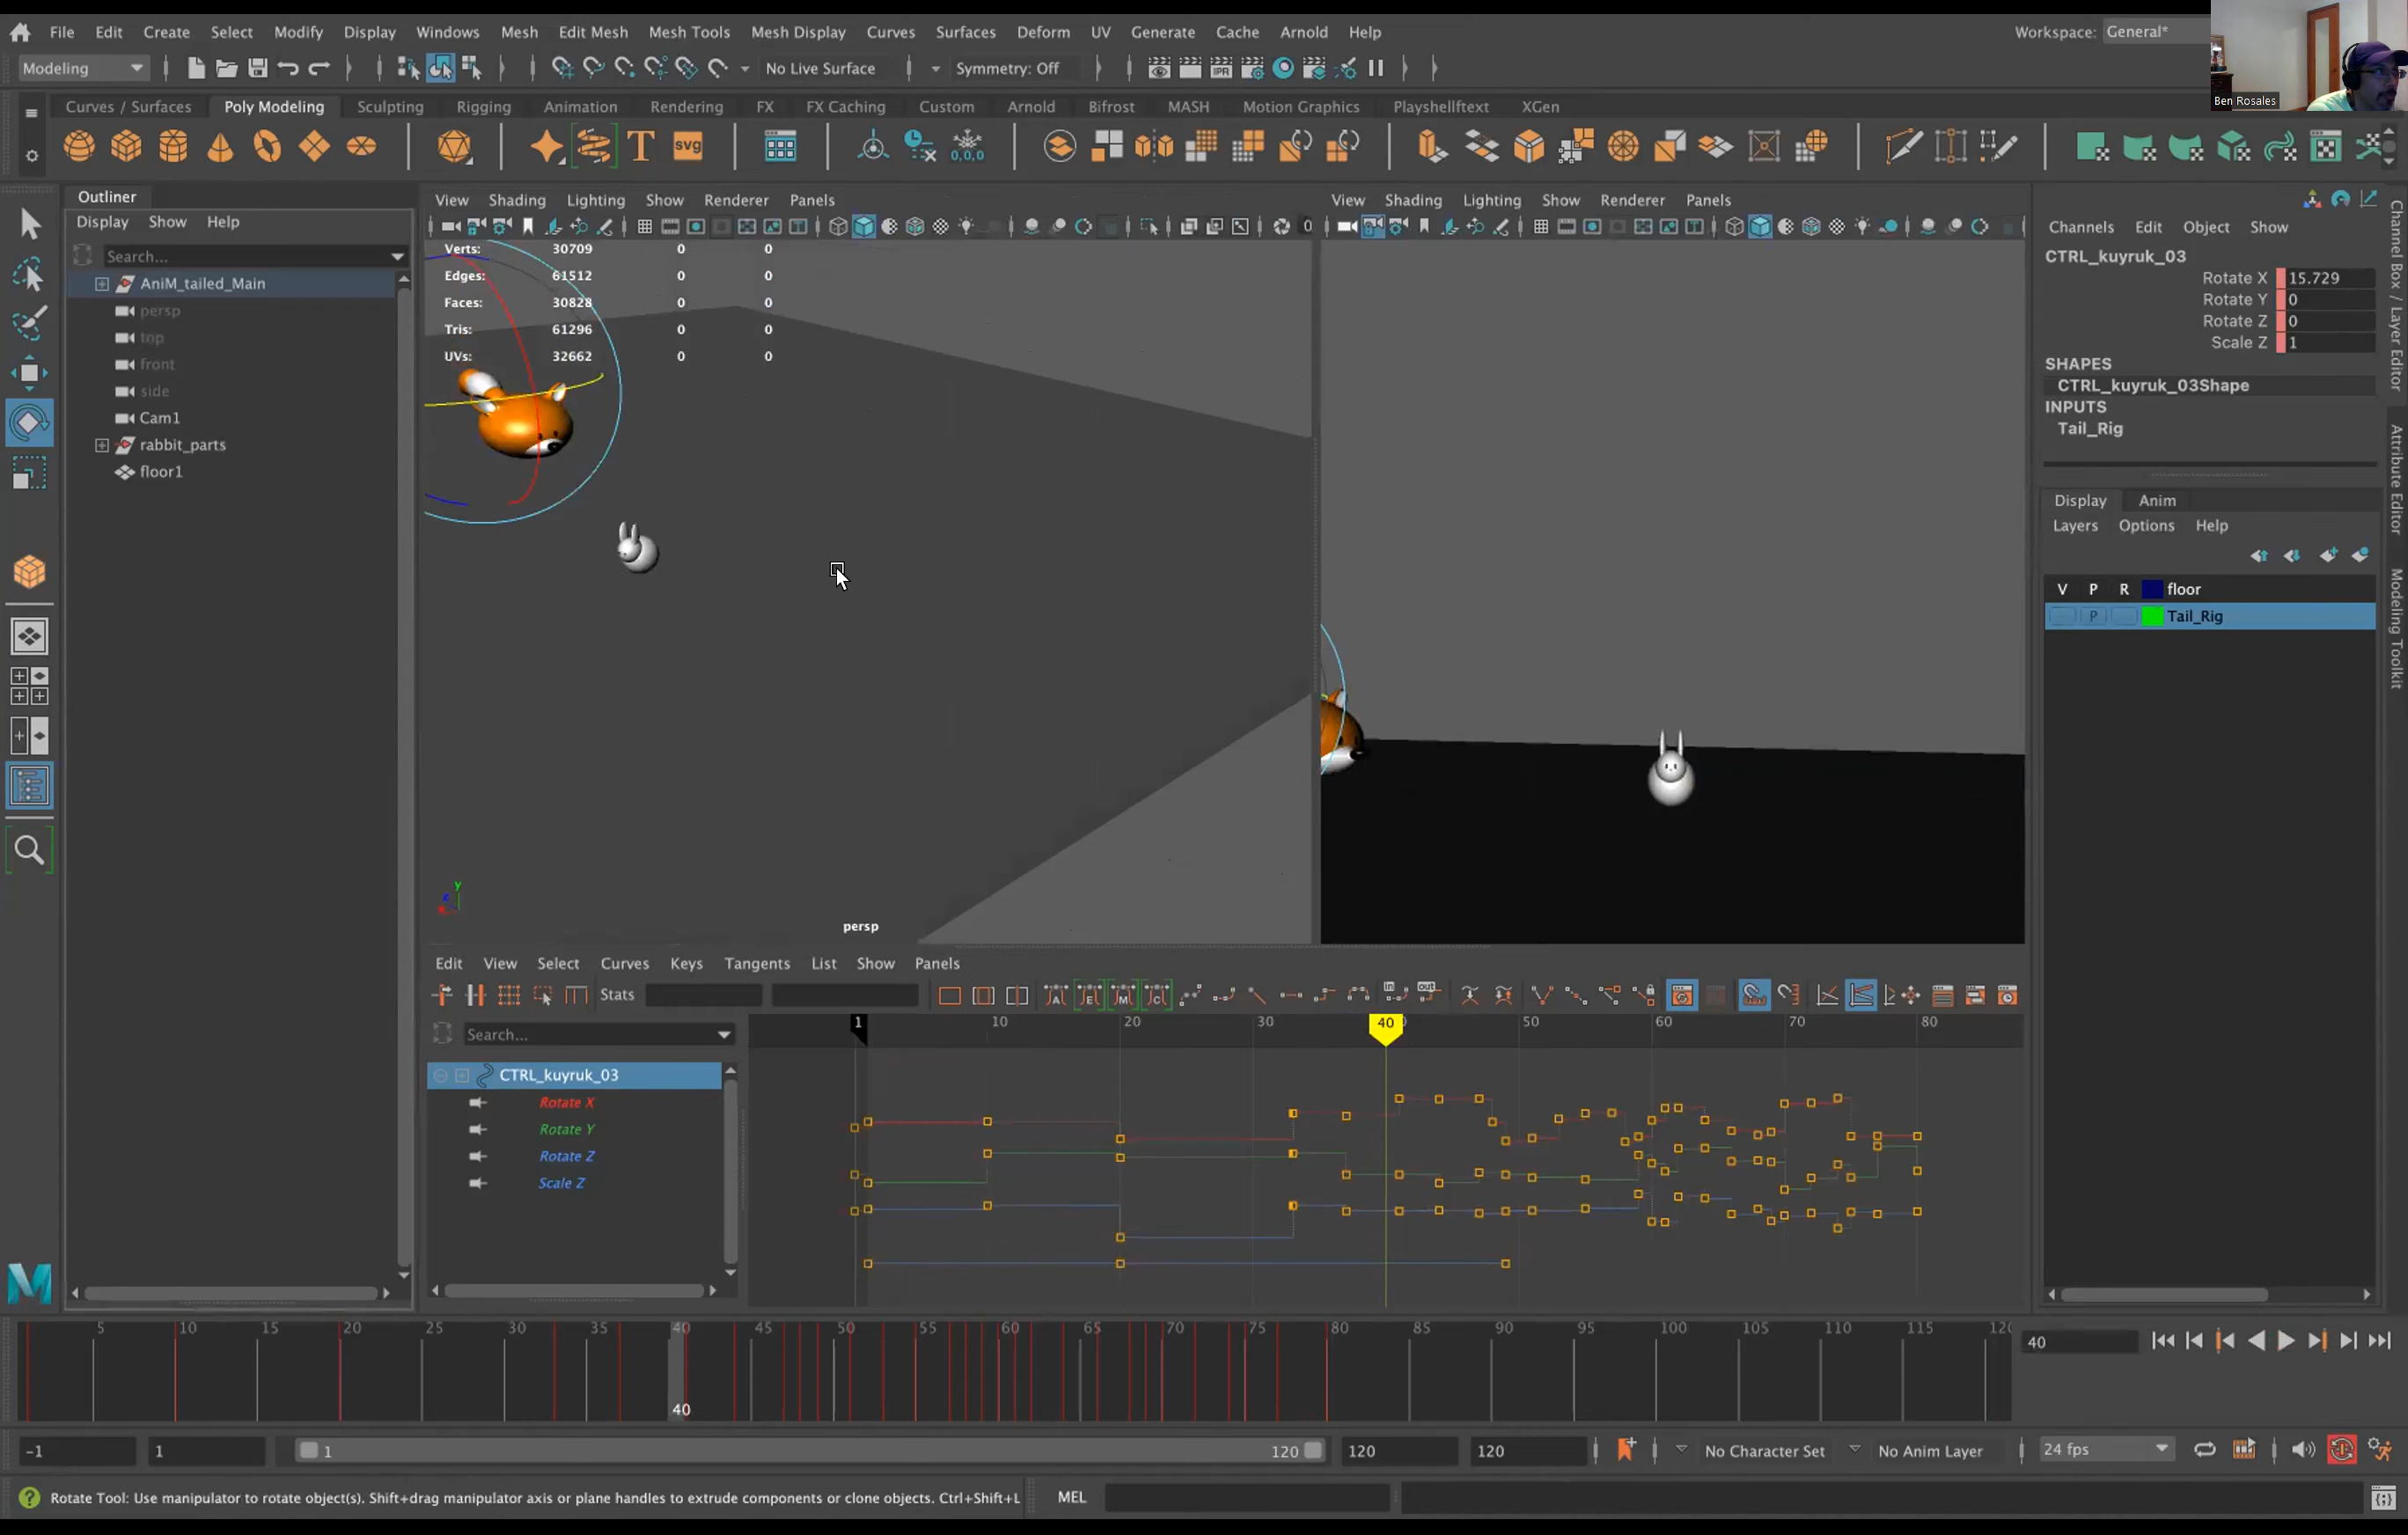 File Edit Create Select Modify Display Windows Mesh Edit Mesh Mesh Tools Mesh Display Curves Surfaces Deform UV Generate Cache Arnold Help Workspace: General*
Modeling No Live Surface Symmetry: Off IPR
Ben Rosales
Curves / Surfaces Poly Modeling Sculpting Rigging Animation Rendering FX FX Caching Custom Arnold Bifrost MASH Motion Graphics Playshelftext XGen
T svg 0,0,0
Outliner
Display Show Help
Search...
AniM_tailed_Main
persp
top
front
side
Cam1
rabbit_parts
floor1
View Shading Lighting Show Renderer Panels
0
Verts: 30709 0 0
Edges: 61512 0 0
Faces: 30828 0 0
Tris: 61296 0 0
UVs: 32662 0 0
y
persp
View Shading Lighting Show Renderer Panels
Channels Edit Object Show
CTRL_kuyruk_03
Rotate X 15.729
Rotate Y 0
Rotate Z 0
Scale Z 1
SHAPES
CTRL_kuyruk_03Shape
INPUTS
Tail_Rig
Display Anim
Layers Options Help
V P R floor
P Tail_Rig
Channel Box / Layer Editor
Attribute Editor
Modeling Toolkit
Edit View Select Curves Keys Tangents List Show Panels
Stats A E M C in out
Search...
CTRL_kuyruk_03
Rotate X
Rotate Y
Rotate Z
Scale Z
1 10 20 30 40 50 60 70 80
M
5 10 15 20 25 30 35 40 45 50 55 60 65 70 75 80 85 90 95 100 105 110 115 120
40
40
-1 1 1 120 120 120 No Character Set No Anim Layer 24 fps
Rotate Tool: Use manipulator to rotate object(s). Shift+drag manipulator axis or plane handles to extrude components or clone objects. Ctrl+Shift+L
MEL